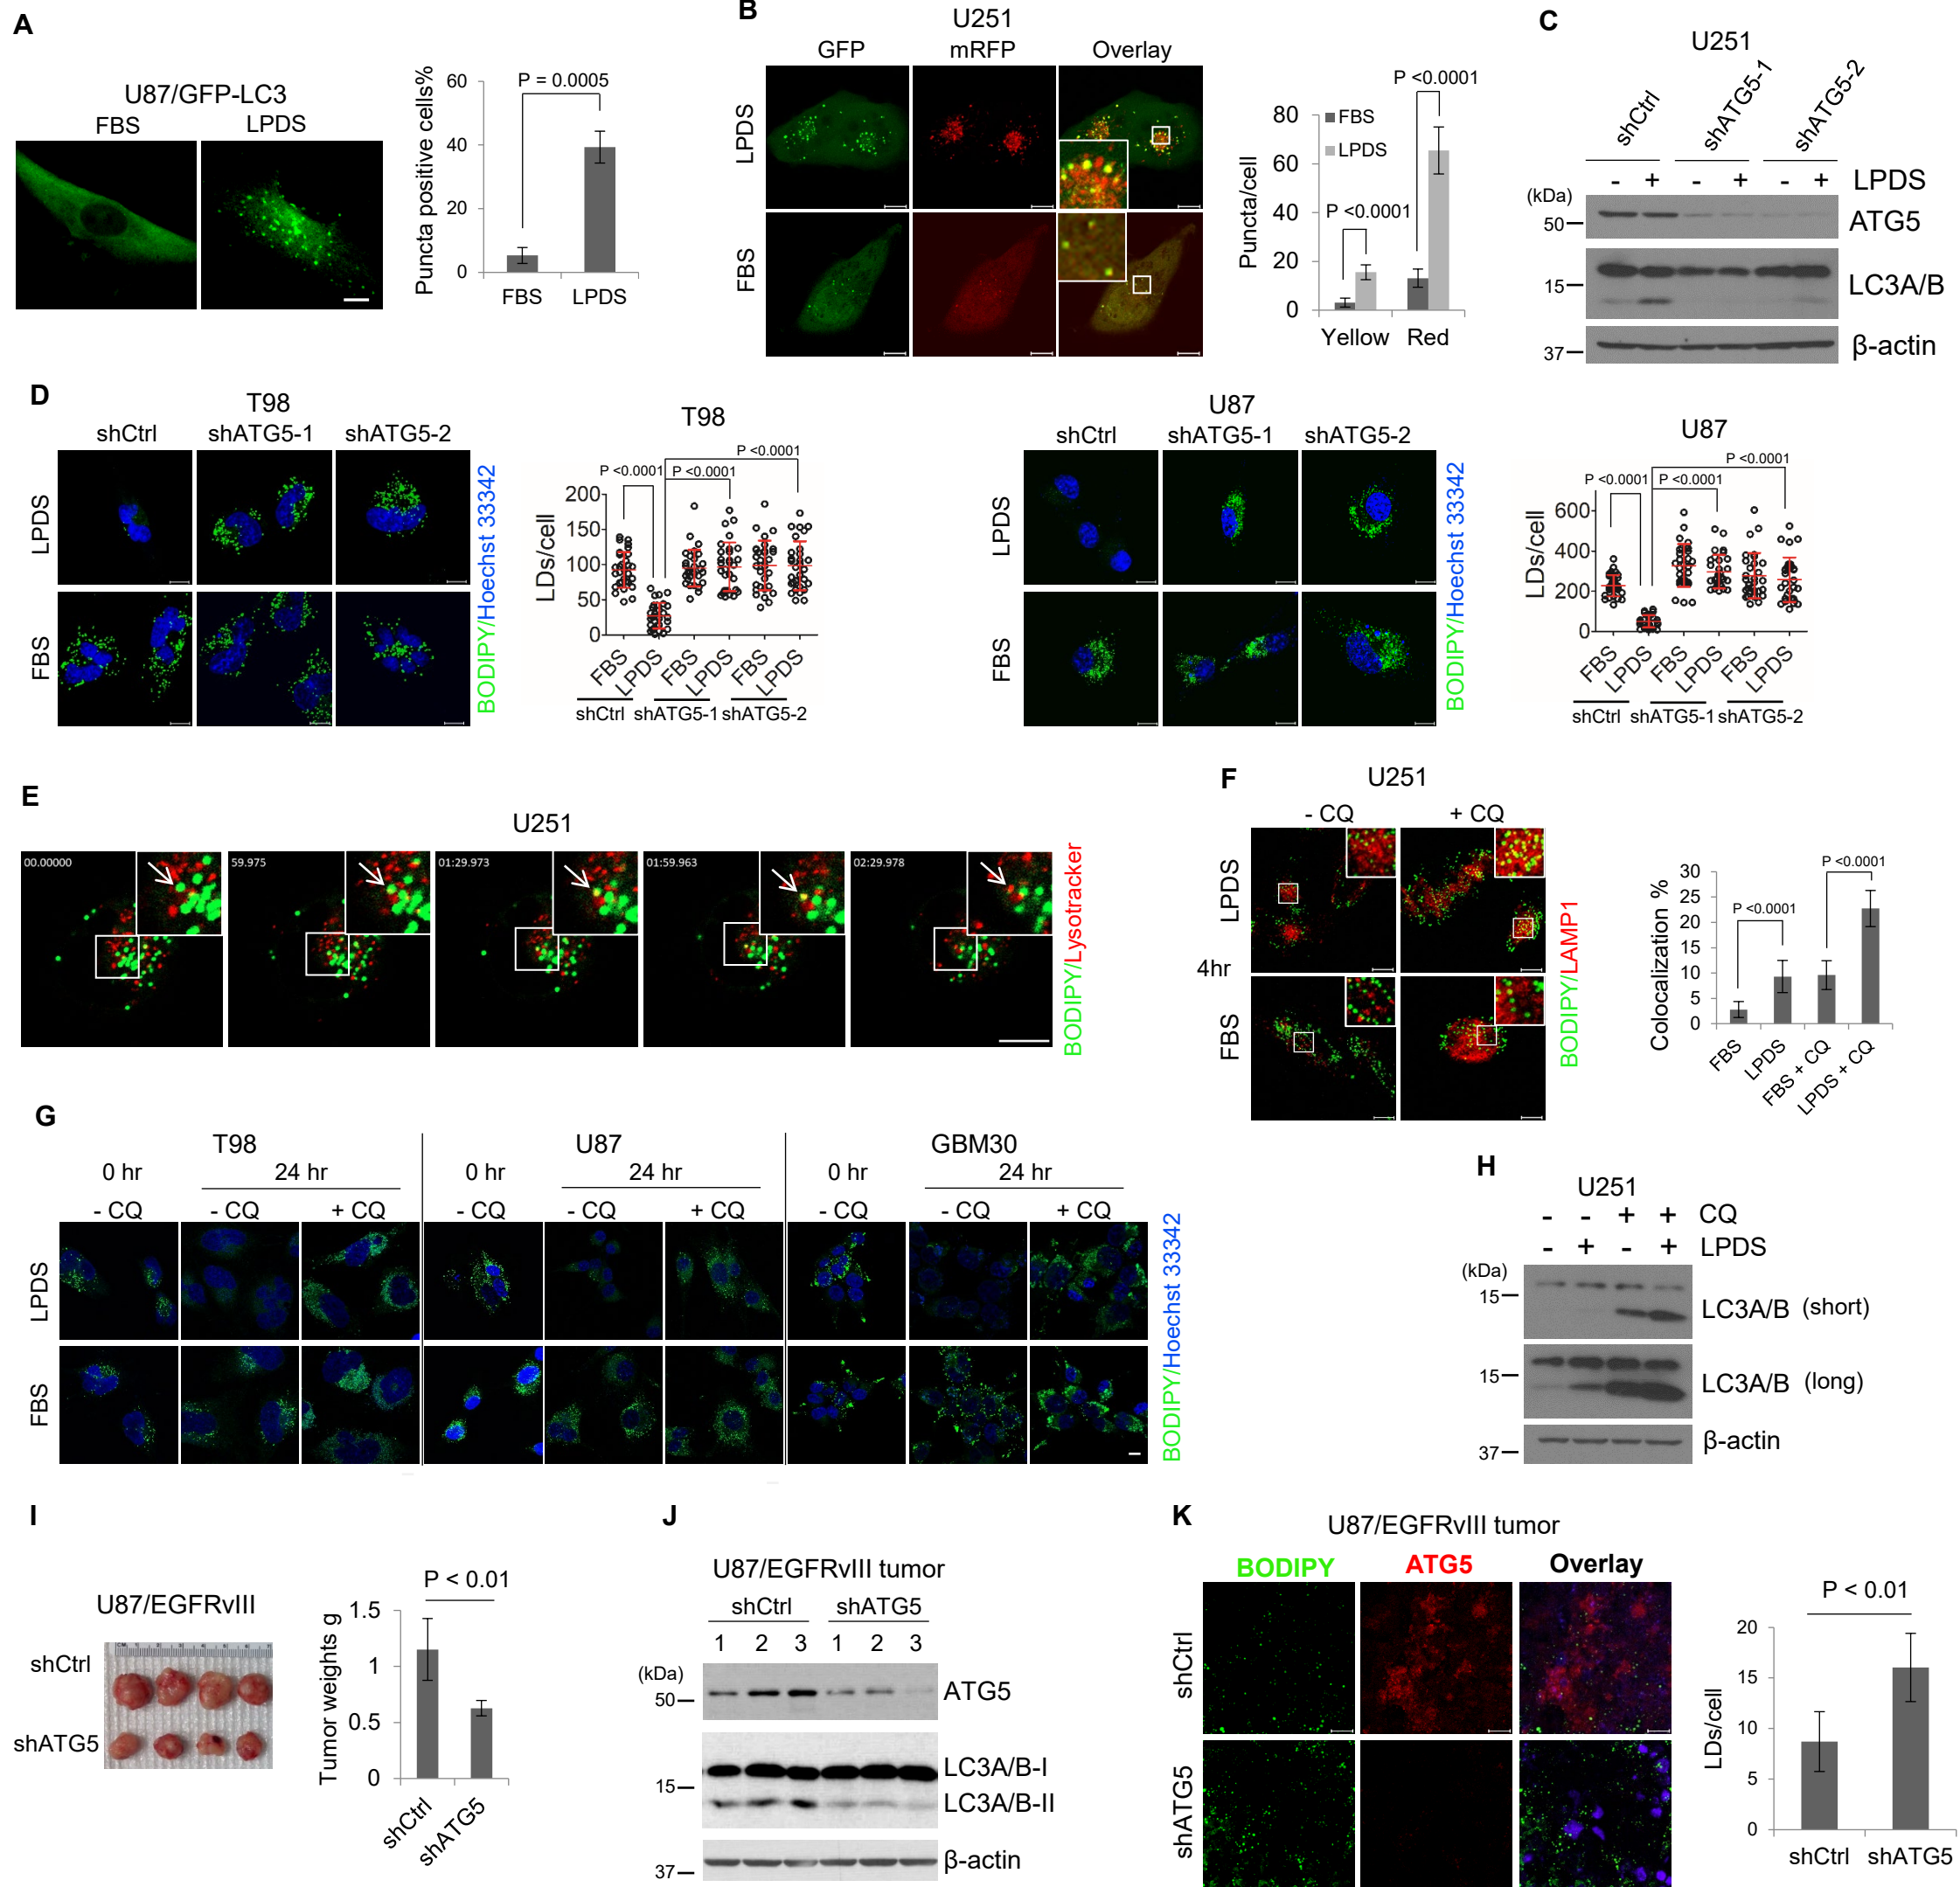 A
U87/GFP-LC3
FBS LPDS
Puncta positive cells%
60
40
20
0
P = 0.0005
FBS LPDS
B
U251
GFP mRFP Overlay
LPDS
FBS
Puncta/cell
80
60
40
20
0
FBS
LPDS
P <0.0001
P <0.0001
Yellow Red
C
U251
shCtrl shATG5-1 shATG5-2
- + - + - + LPDS
(kDa)
50 ATG5
15 LC3A/B
37 β-actin
D
T98
shCtrl shATG5-1 shATG5-2
LPDS
FBS
BODIPY/Hoechst 33342
T98
LDs/cell
200
150
100
50
0
P <0.0001
P <0.0001 P <0.0001
FBS LPDS FBS LPDS FBS LPDS
shCtrl shATG5-1 shATG5-2
U87
shCtrl shATG5-1 shATG5-2
LPDS
FBS
BODIPY/Hoechst 33342
U87
LDs/cell
600
400
200
0
P <0.0001
P <0.0001 P <0.0001
FBS LPDS FBS LPDS FBS LPDS
shCtrl shATG5-1 shATG5-2
E
U251
00.00000 59.975 01:29.973 01:59.963 02:29.978
BODIPY/Lysotracker
F
U251
- CQ + CQ
LPDS
4hr
FBS
BODIPY/LAMP1
Colocalization %
30
25
20
15
10
5
0
P <0.0001
P <0.0001
FBS LPDS FBS + CQ LPDS + CQ
G
T98 U87 GBM30
0 hr 24 hr 0 hr 24 hr 0 hr 24 hr
- CQ - CQ + CQ - CQ - CQ + CQ - CQ - CQ + CQ
LPDS
FBS
BODIPY/Hoechst 33342
H
U251
- - + + CQ
- + - + LPDS
(kDa)
15 LC3A/B (short)
15 LC3A/B (long)
37 β-actin
I
U87/EGFRvIII
shCtrl
shATG5
Tumor weights g
1.5
1
0.5
0
P < 0.01
shCtrl shATG5
J
U87/EGFRvIII tumor
shCtrl shATG5
1 2 3 1 2 3
(kDa)
50 ATG5
LC3A/B-I
15
LC3A/B-II
37 β-actin
K
U87/EGFRvIII tumor
BODIPY ATG5 Overlay
shCtrl
shATG5
LDs/cell
20
15
10
5
0
P < 0.01
shCtrl shATG5